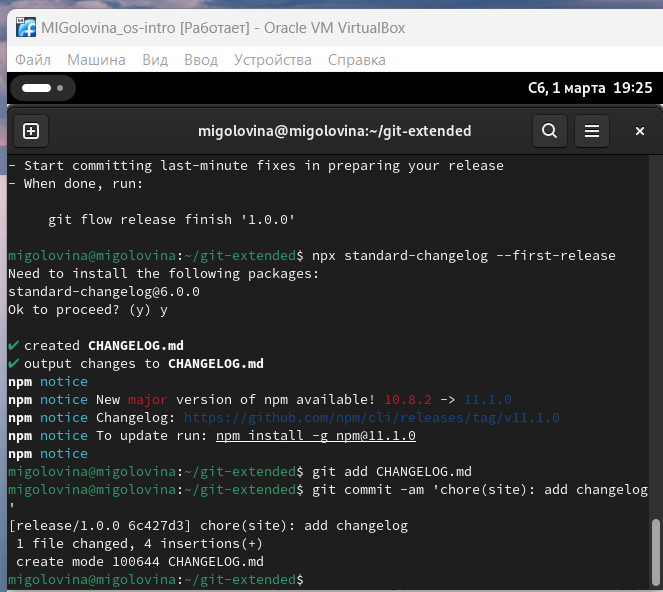 MIGolovina_os-intro [Работает] - Oracle VM VirtualBox
Файл Машина Вид Ввод Устройства Справка
Сб, 1 марта 19:25
migolovina@migolovina:~/git-extended
- Start committing last-minute fixes in preparing your release
- When done, run:
git flow release finish '1.0.0'
migolovina@migolovina:~/git-extended$ npx standard-changelog --first-release
Need to install the following packages:
standard-changelog@6.0.0
Ok to proceed? (y) y
✔ created CHANGELOG.md
✔ output changes to CHANGELOG.md
npm notice
npm notice New major version of npm available! 10.8.2 -> 11.1.0
npm notice Changelog: https://github.com/npm/cli/releases/tag/v11.1.0
npm notice To update run: npm install -g npm@11.1.0
npm notice
migolovina@migolovina:~/git-extended$ git add CHANGELOG.md
migolovina@migolovina:~/git-extended$ git commit -am 'chore(site): add changelog
'
[release/1.0.0 6c427d3] chore(site): add changelog
1 file changed, 4 insertions(+)
create mode 100644 CHANGELOG.md
migolovina@migolovina:~/git-extended$